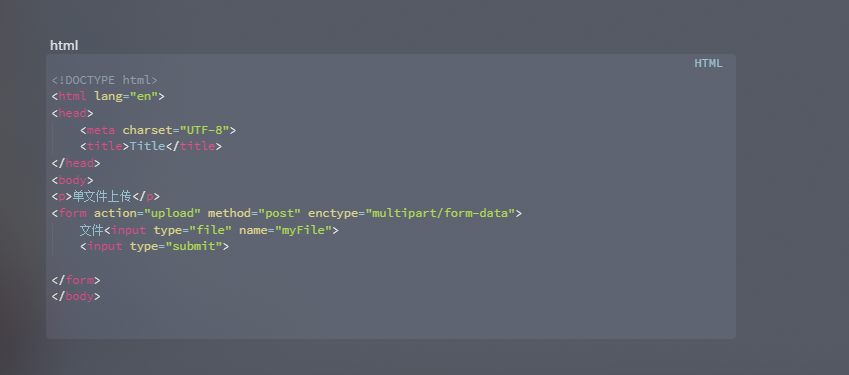 html
HTML
<!DOCTYPE html>
<html lang="en">
<head>
    <meta charset="UTF-8">
    <title>Title</title>
</head>
<body>
<p>单文件上传</p>
<form action="upload" method="post" enctype="multipart/form-data">
    文件<input type="file" name="myFile">
    <input type="submit">
</form>
</body>